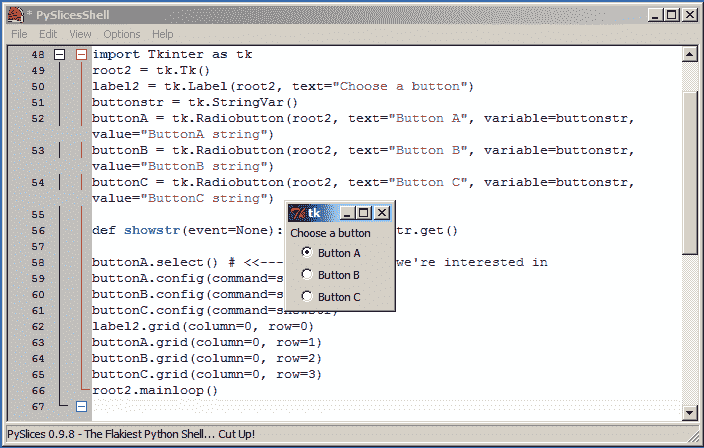 * PySlicesShell
File Edit View Options Help
48 import Tkinter as tk
49 root2 = tk.Tk()
50 label2 = tk.Label(root2, text="Choose a button")
51 buttonstr = tk.StringVar()
52 buttonA = tk.Radiobutton(root2, text="Button A", variable=buttonstr,
value="ButtonA string")
53 buttonB = tk.Radiobutton(root2, text="Button B", variable=buttonstr,
value="ButtonB string")
54 buttonC = tk.Radiobutton(root2, text="Button C", variable=buttonstr,
value="ButtonC string")
55
56 def showstr(event=None): tr.get()
57
58 buttonA.select() # <<--- we're interested in
59 buttonA.config(command=s
60 buttonB.config(command=s
61 buttonC.config(command=showstr)
62 label2.grid(column=0, row=0)
63 buttonA.grid(column=0, row=1)
64 buttonB.grid(column=0, row=2)
65 buttonC.grid(column=0, row=3)
66 root2.mainloop()
67
tk
Choose a button
Button A
Button B
Button C
PySlices 0.9.8 - The Flakiest Python Shell... Cut Up!